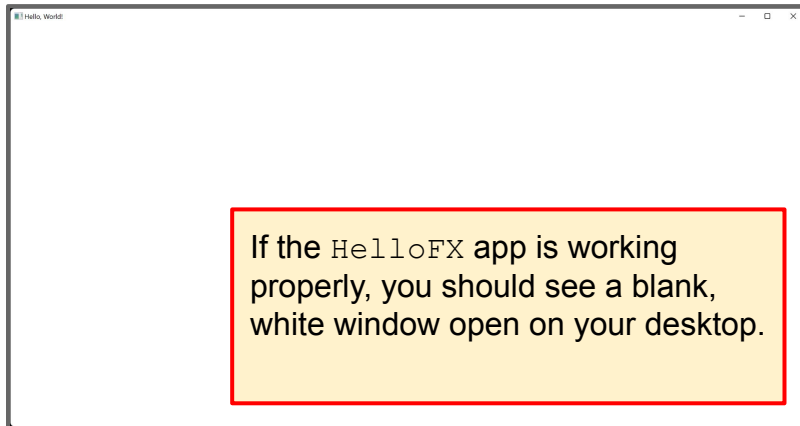 Hello, World!
If the HelloFX app is working
properly, you should see a blank,
white window open on your desktop.